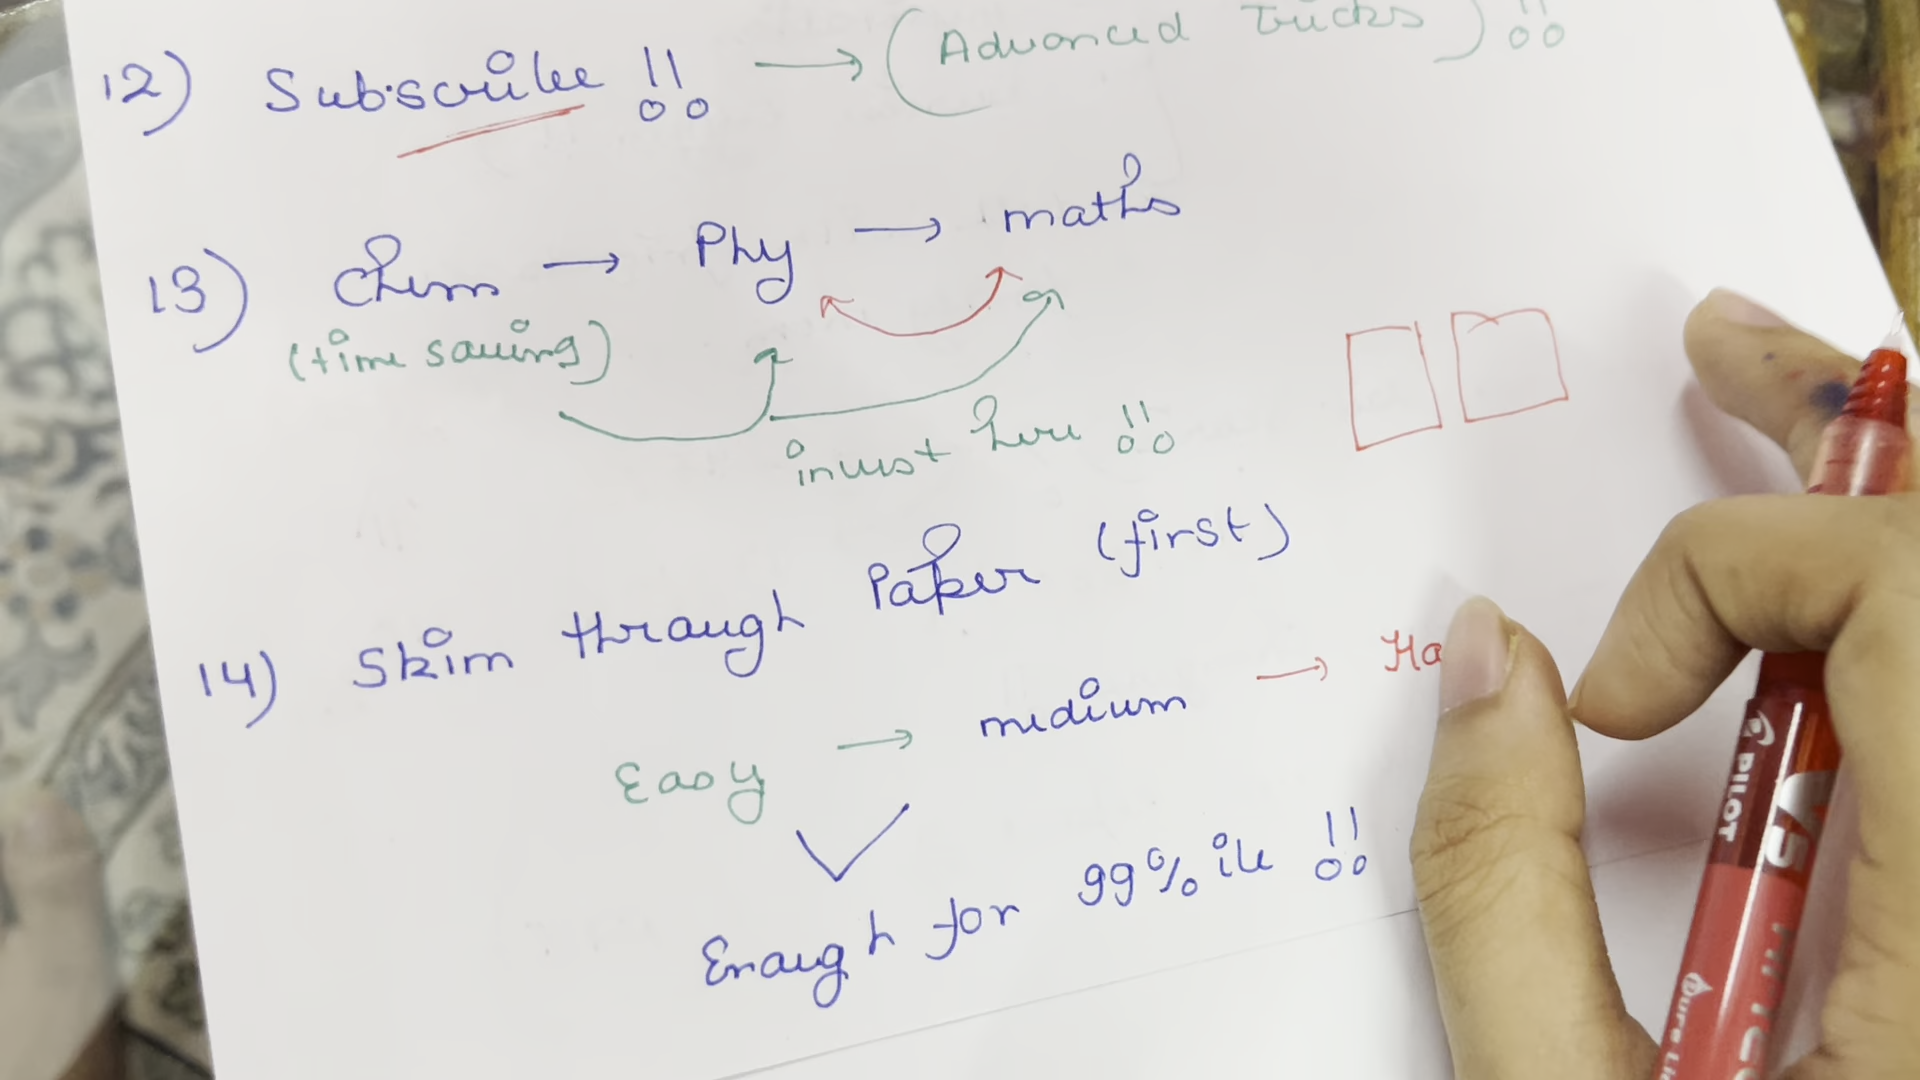 12) Subscribe !! → (Advanced Tricks) !!
13) Chem → Phy → maths
(time saving)
invest here !!
14) Skim through Paper (first)
Easy → medium → Ha
Enough for 99%ile !!
PILOT
V5